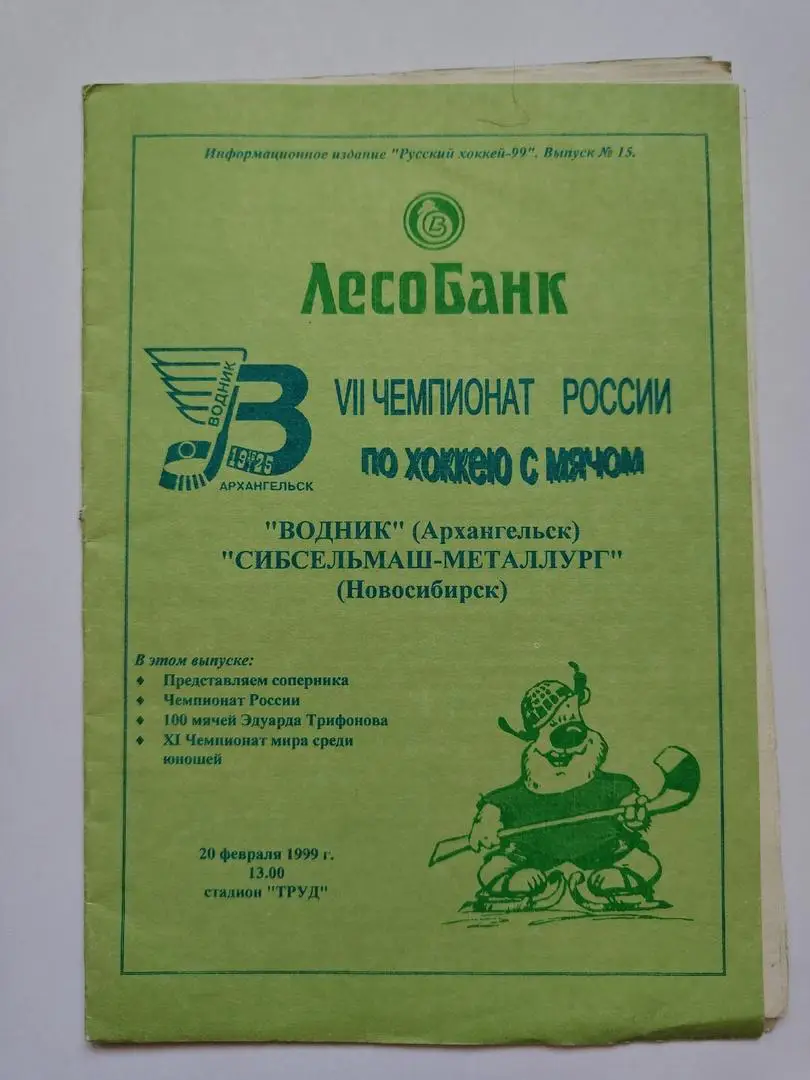 Информационное издание "Русский хоккей-99". Выпуск № 15.
В
ЛесоБанк
ВОДНИК
В
1925
АРХАНГЕЛЬСК
VII ЧЕМПИОНАТ РОССИИ
ПО ХОККЕЮ С МЯЧОМ
"ВОДНИК" (Архангельск)
"СИБСЕЛЬМАШ-МЕТАЛЛУРГ"
(Новосибирск)
В этом выпуске:
♦ Представляем соперника
♦ Чемпионат России
♦ 100 мячей Эдуарда Трифонова
♦ XI Чемпионат мира среди
юношей
20 февраля 1999 г.
13.00
стадион "ТРУД"